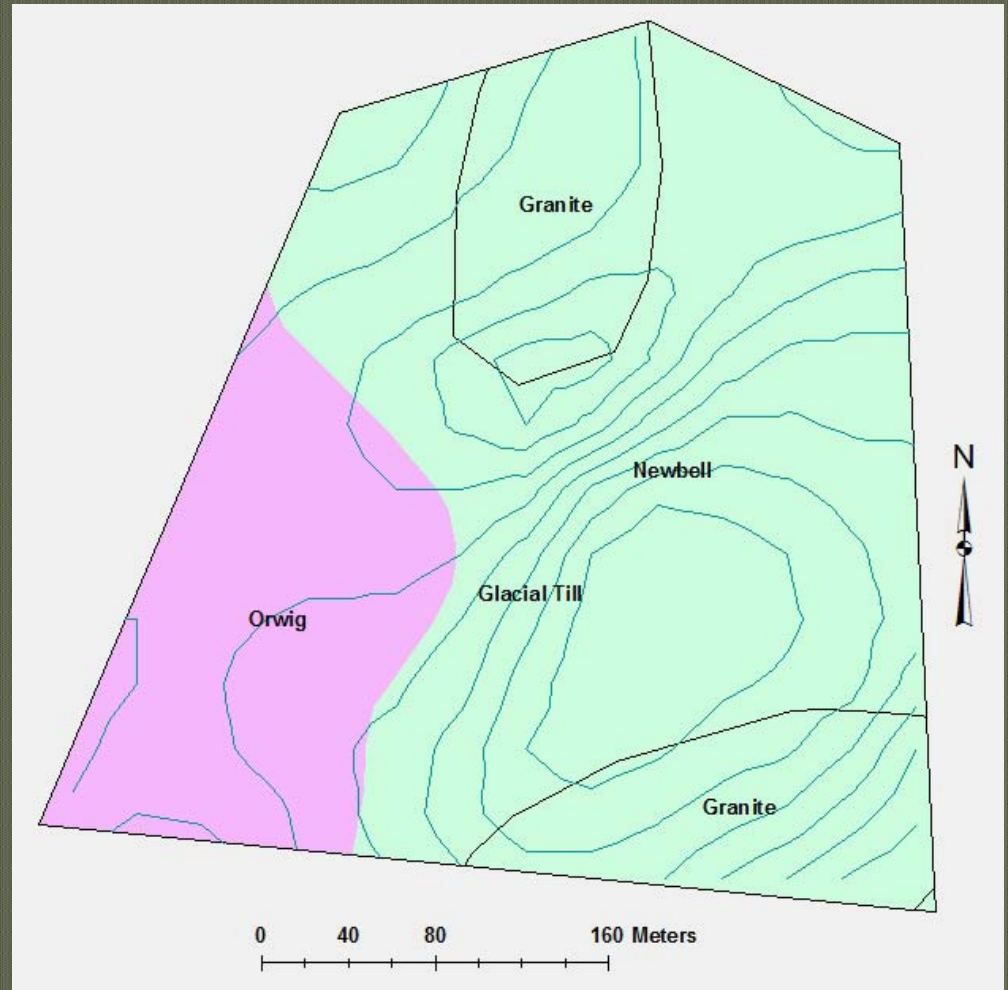 Granite
N
Newbell
Glacial Till
Orwig
Granite
0 40 80 160 Meters